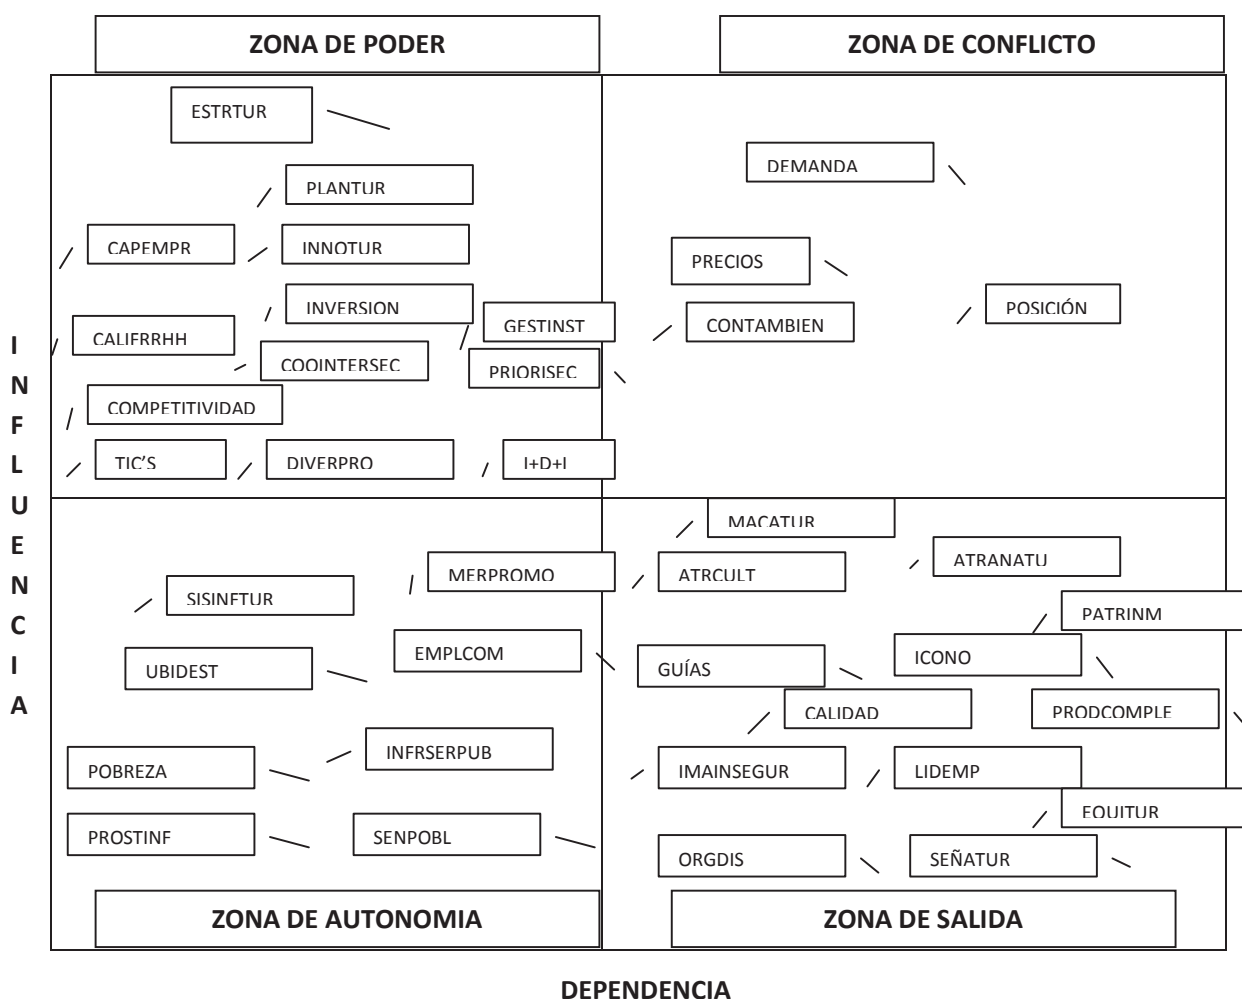 ZONA DE PODER
ZONA DE CONFLICTO
ESTRTUR
DEMANDA
PLANTUR
CAPEMPR
INNOTUR
PRECIOS
INVERSION
GESTINST
CONTAMBIEN
POSICIÓN
CALIFRRHH
COOINTERSEC
PRIORISEC
COMPETITIVIDAD
TIC'S
DIVERPRO
I+D+I
INFLUENCIA
MACATUR
MERPROMO
ATRCULT
ATRANATU
SISINFTUR
PATRINM
EMPLCOM
UBIDEST
GUÍAS
ICONO
CALIDAD
PRODCOMPLE
INFRSERPUB
POBREZA
IMAINSEGUR
LIDEMP
EQUITUR
PROSTINF
SENPOBL
ORGDIS
SEÑATUR
ZONA DE AUTONOMIA
ZONA DE SALIDA
DEPENDENCIA